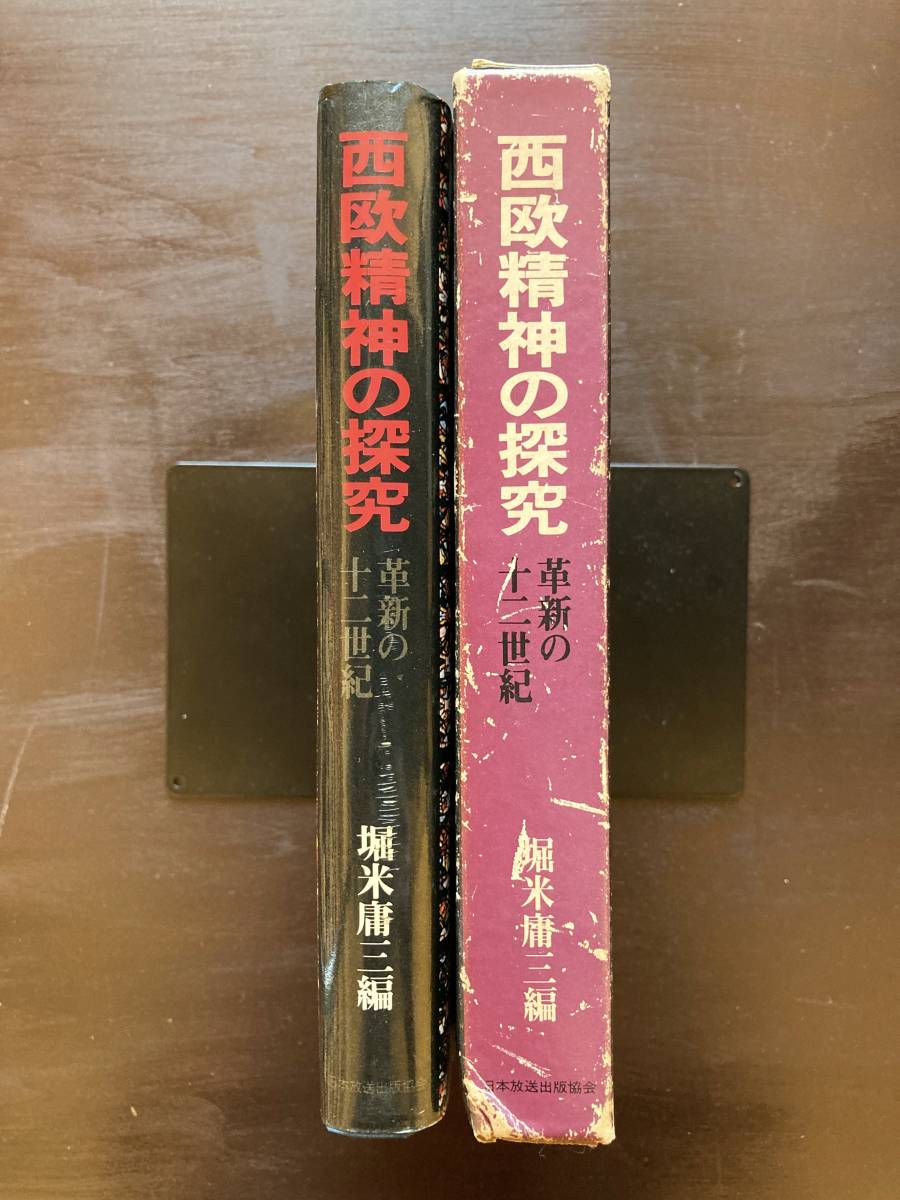 西欧精神の探究
革新の
十二世紀
堀米庸三編
日本放送出版協会
西欧精神の探究
革新の
十二世紀
堀米庸三編
日本放送出版協会